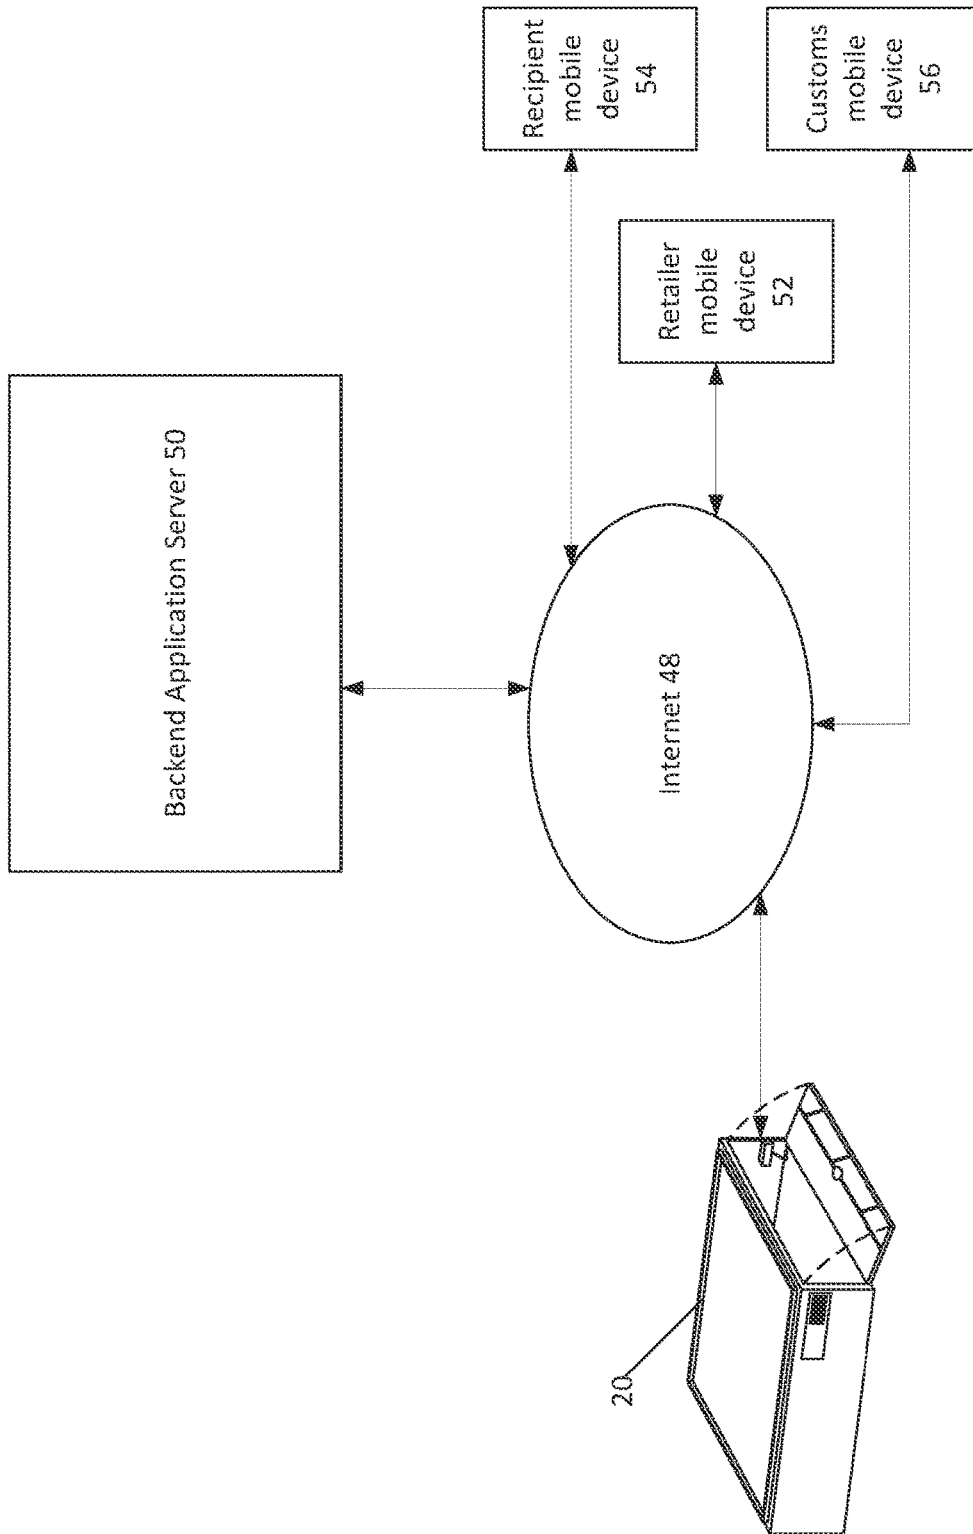 Backend Application Server 50
Recipient
mobile
device
54
Retailer
mobile
device
52
Customs
mobile
device
56
Internet 48
20